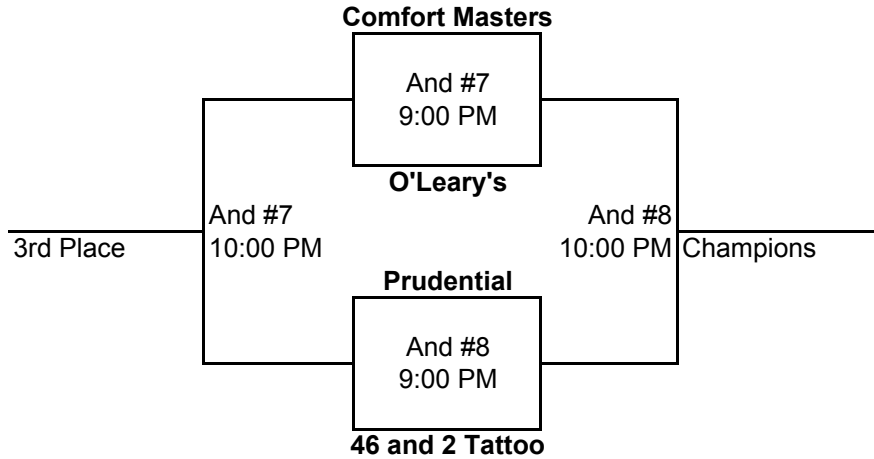 Comfort Masters
And #7
9:00 PM
O'Leary's
And #7
10:00 PM
3rd Place
And #8
10:00 PM
Champions
Prudential
And #8
9:00 PM
46 and 2 Tattoo